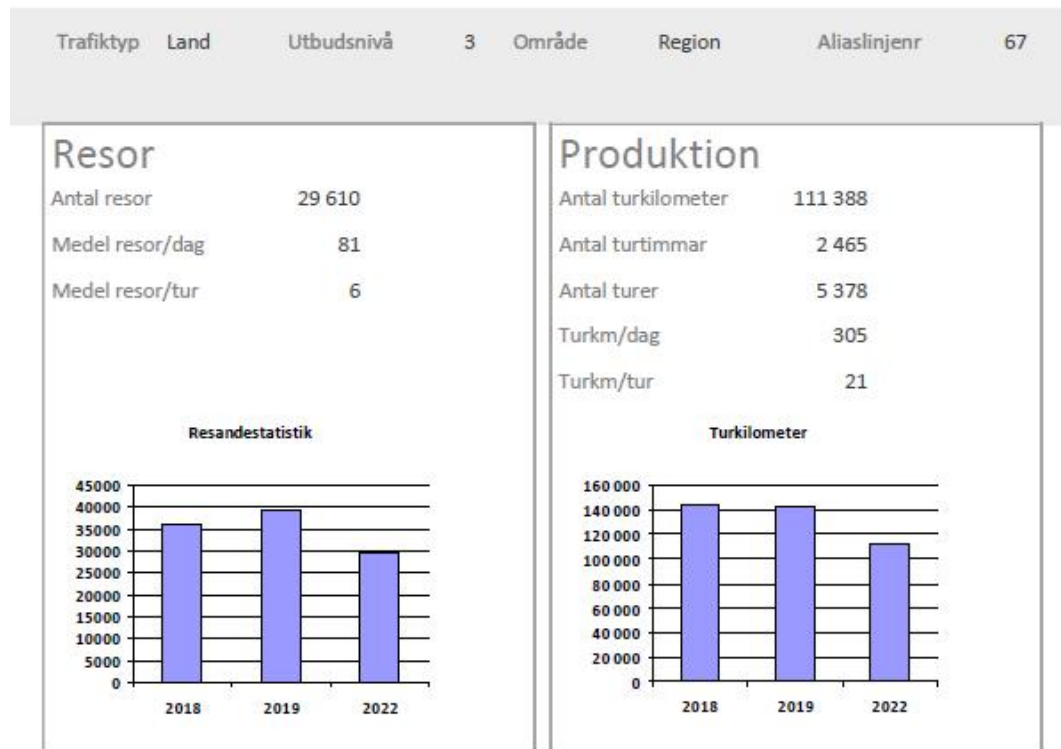 Trafiktyp Land Utbudsnivå 3 Område Region Aliaslinjenr 67
Resor
Antal resor 29 610
Medel resor/dag 81
Medel resor/tur 6
Resandestatistik
45000
40000
35000
30000
25000
20000
15000
10000
5000
0
2018 2019 2022
Produktion
Antal turkilometer 111 388
Antal turtimmar 2 465
Antal turer 5 378
Turkm/dag 305
Turkm/tur 21
Turkilometer
160 000
140 000
120 000
100 000
80 000
60 000
40 000
20 000
0
2018 2019 2022